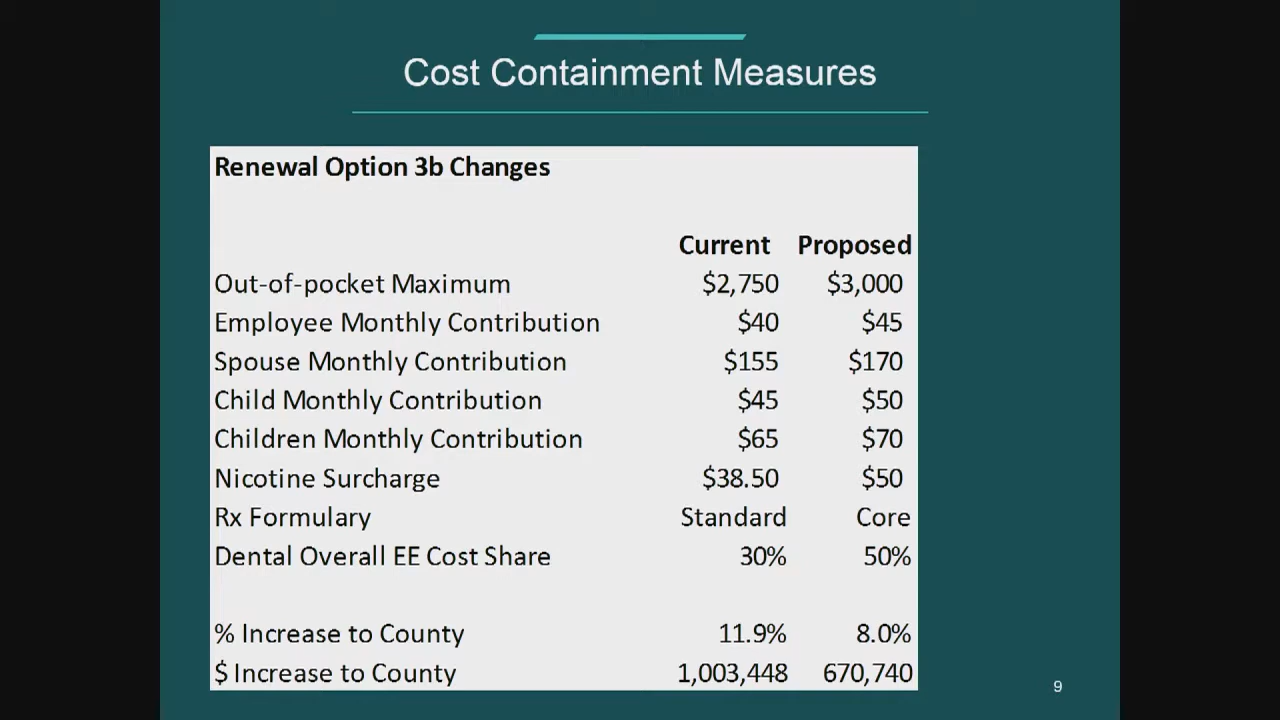 Cost Containment Measures
Renewal Option 3b Changes
Current Proposed
Out-of-pocket Maximum $2,750 $3,000
Employee Monthly Contribution $40 $45
Spouse Monthly Contribution $155 $170
Child Monthly Contribution $45 $50
Children Monthly Contribution $65 $70
Nicotine Surcharge $38.50 $50
Rx Formulary Standard Core
Dental Overall EE Cost Share 30% 50%
% Increase to County 11.9% 8.0%
$ Increase to County 1,003,448 670,740
9